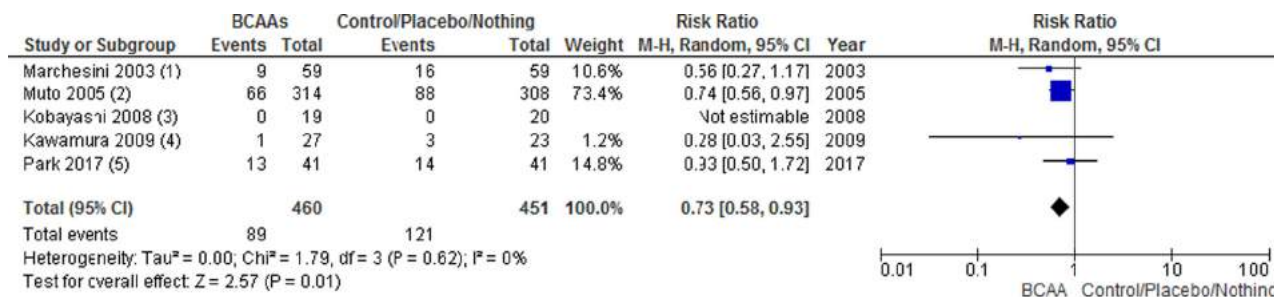 BCAAs Control/Placebo/Nothing Risk Ratio Risk Ratio
Study or Subgroup Events Total Events Total Weight M-H, Random, 95% CI Year M-H, Random, 95% CI
Marchesini 2003 (1) 9 59 16 59 10.6% 0.56 [0.27, 1.17] 2003
Muto 2005 (2) 66 314 88 308 73.4% 0.74 [0.56, 0.97] 2005
Kobayashi 2008 (3) 0 19 0 20 Not estimable 2008
Kawamura 2009 (4) 1 27 3 23 1.2% 0.28 [0.03, 2.55] 2009
Park 2017 (5) 13 41 14 41 14.8% 0.93 [0.50, 1.72] 2017
Total (95% CI) 460 451 100.0% 0.73 [0.58, 0.93]
Total events 89 121
Heterogeneity: Tau² = 0.00; Chi² = 1.79, df = 3 (P = 0.62); I² = 0%
Test for overall effect: Z = 2.57 (P = 0.01)
0.01 0.1 1 10 100
BCAA Control/Placebo/Nothing